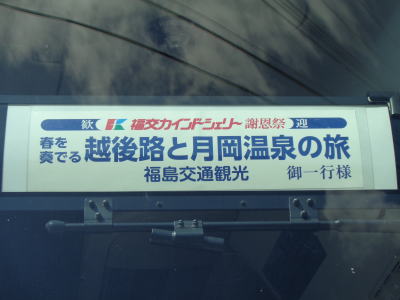 歓 福交カインドーシェリー 謝恩祭 迎
春を奏でる 越後路と月岡温泉の旅
福島交通観光 御一行様